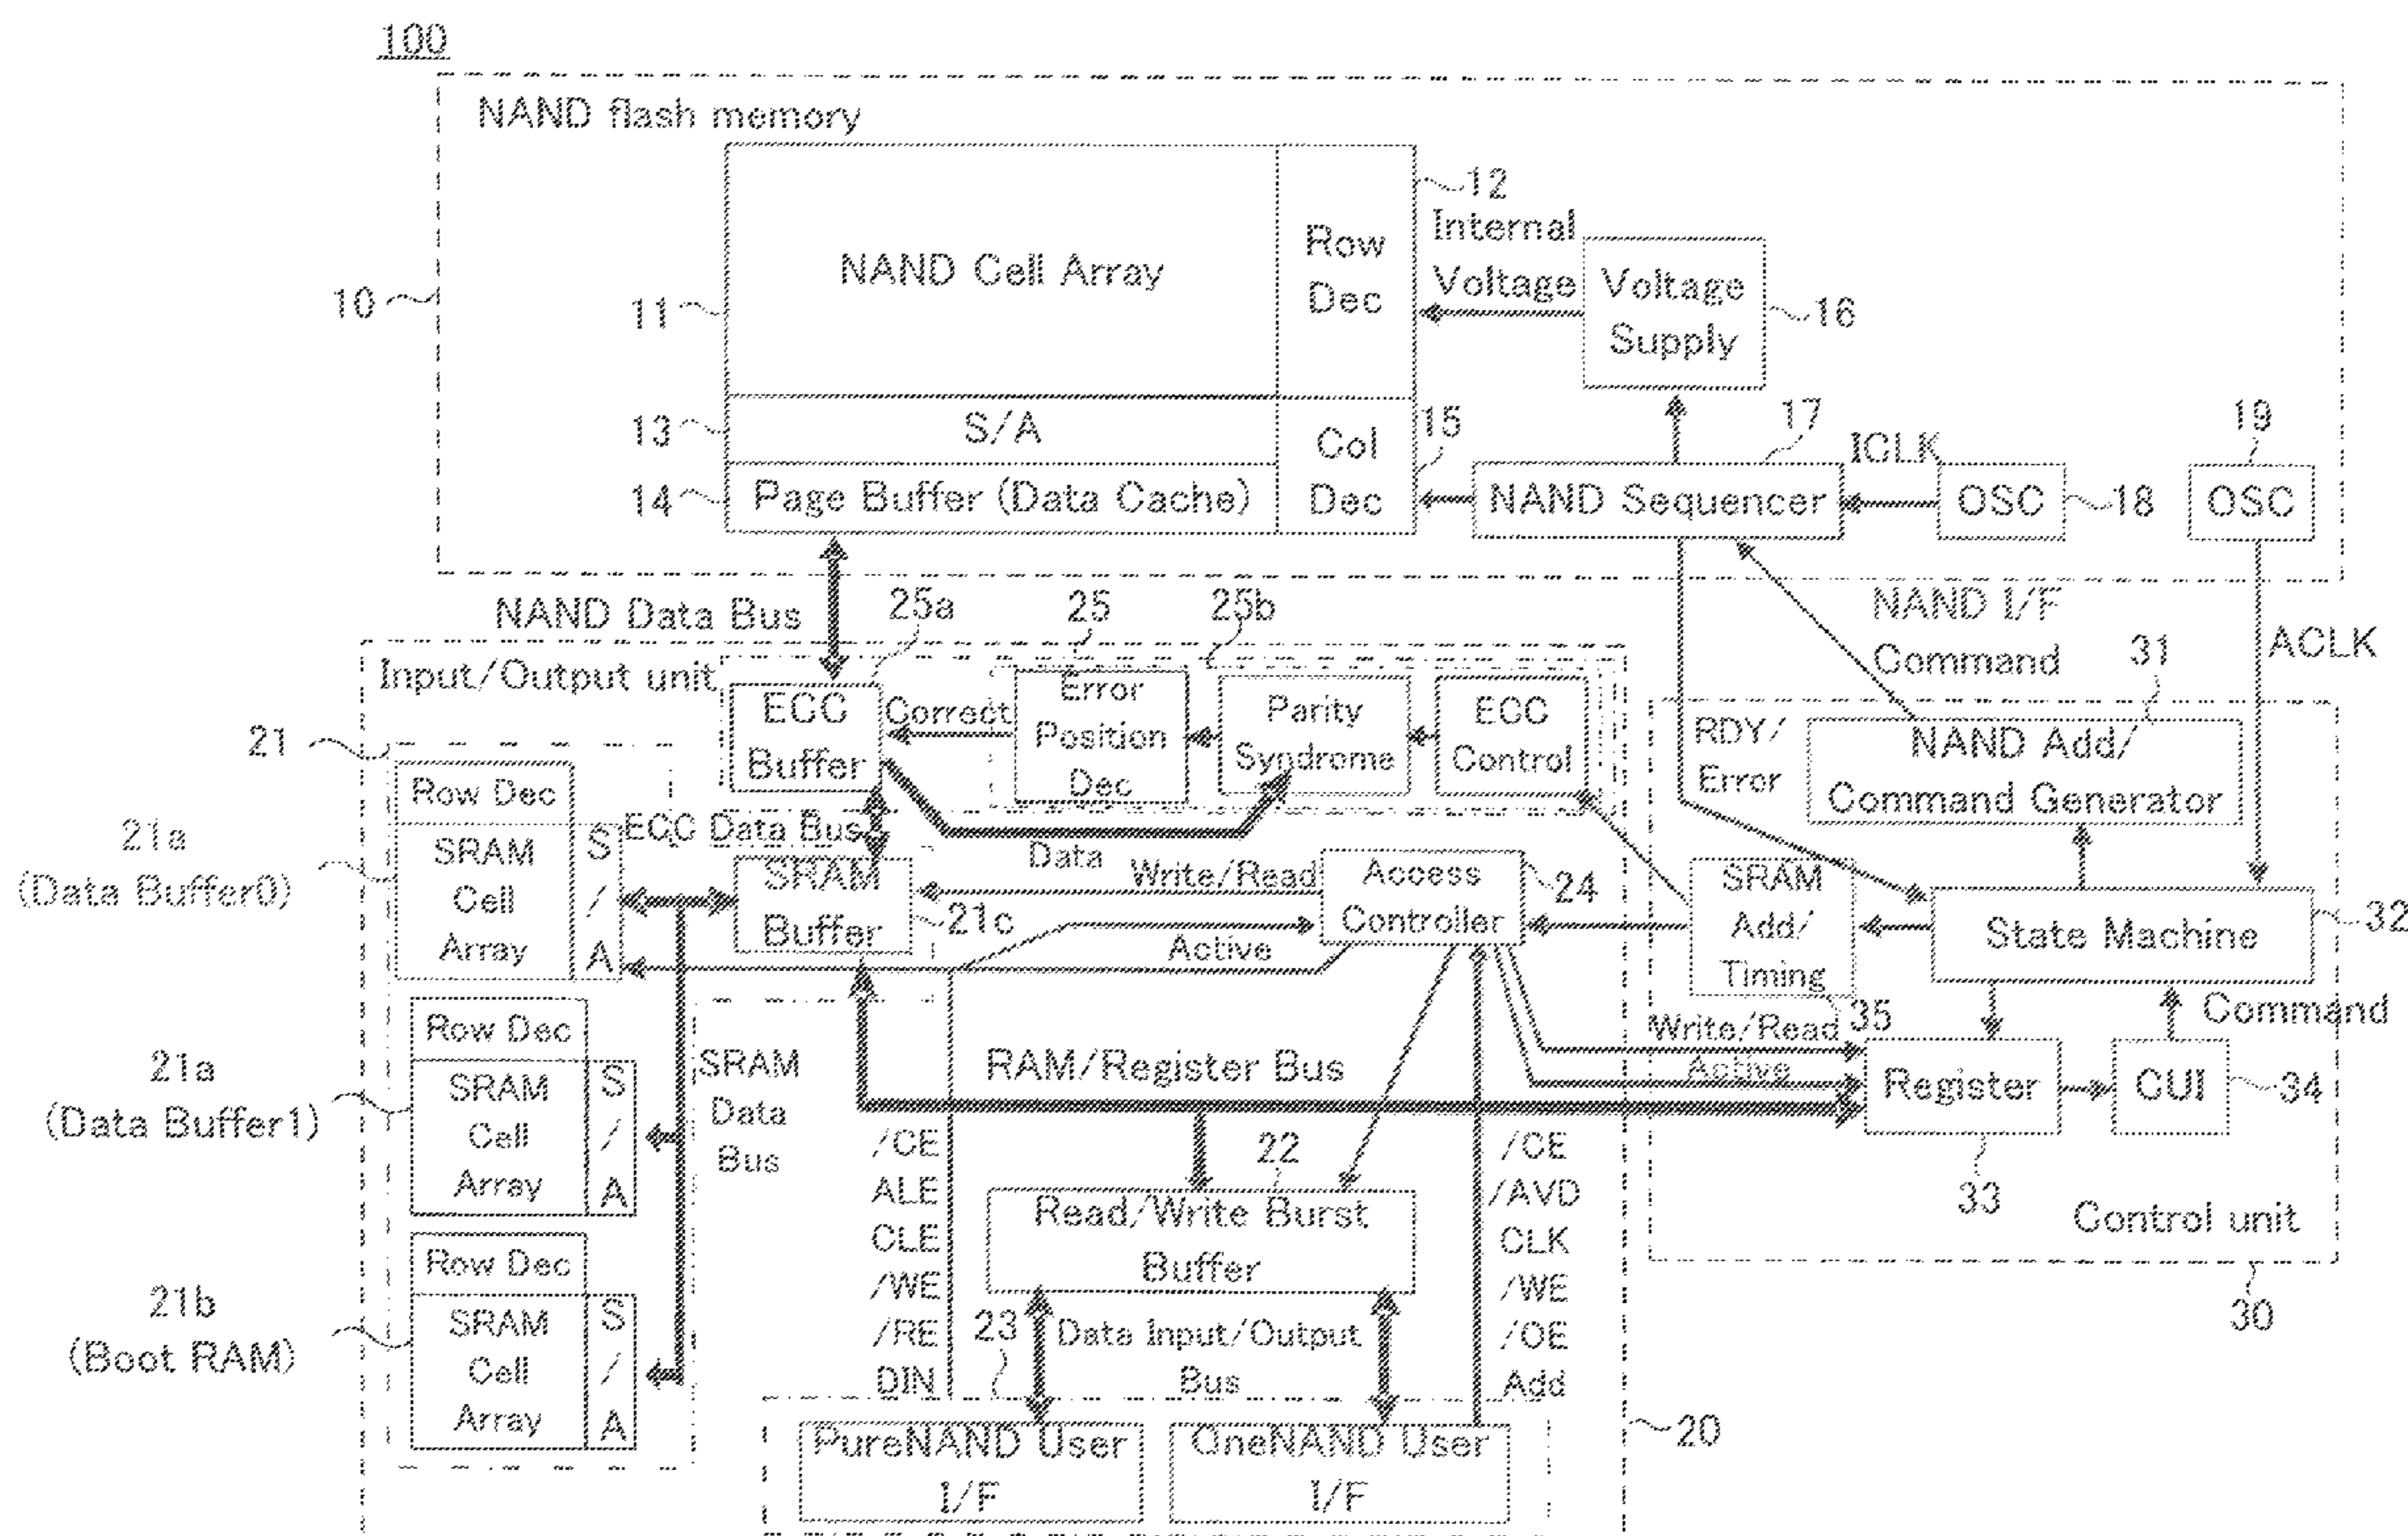 100
NAND flash memory
10
11
NAND Cell Array
12
Row
Dec
Internal
Voltage
Voltage
Supply
16
13
S/A
14
Page Buffer (Data Cache)
Col
Dec
15
17
NAND Sequencer
ICLK
OSC
18
19
OSC
NAND Data Bus
25a
25
25b
NAND I/F
Command
ACLK
31
Input/Output unit
ECC
Buffer
Correct
Error
Position
Dec
Parity
Syndrome
ECC
Control
RDY/
Error
NAND Add/
Command Generator
21
21a
(Data Buffer0)
Row Dec
SRAM
Cell
Array
S
/
A
ECC Data Bus
Data
SRAM
Buffer
21c
Write/Read
Active
Access
Controller
24
SRAM
Add/
Timing
35
State Machine
32
Command
21a
(Data Buffer1)
Row Dec
SRAM
Cell
Array
S
/
A
SRAM
Data
Bus
RAM/Register Bus
Write/Read
Active
Register
33
CUI
34
Control unit
30
21b
(Boot RAM)
Row Dec
SRAM
Cell
Array
S
/
A
/CE
ALE
CLE
/WE
/RE
DIN
22
Read/Write Burst
Buffer
23
Data Input/Output
Bus
/CE
/AVD
CLK
/WE
/OE
Add
20
PureNAND User
I/F
OneNAND User
I/F